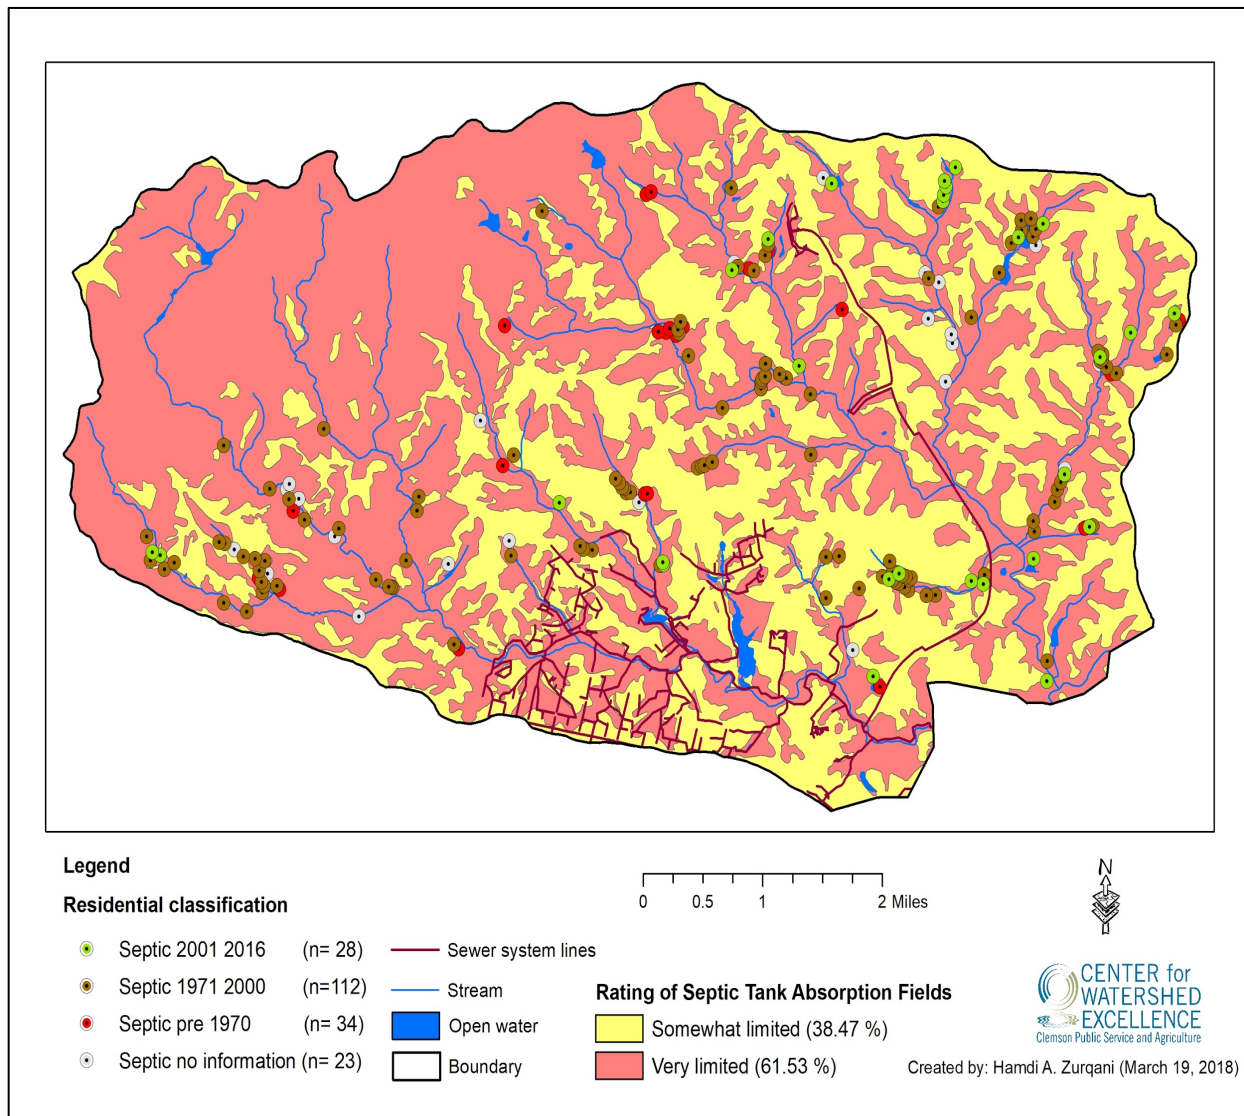 Legend
Residential classification
Septic 2001 2016 (n= 28)
Septic 1971 2000 (n=112)
Septic pre 1970 (n= 34)
Septic no information (n= 23)
Sewer system lines
Stream
Open water
Boundary
0 0.5 1 2 Miles
Rating of Septic Tank Absorption Fields
Somewhat limited (38.47 %)
Very limited (61.53 %)
N
CENTER for
WATERSHED
EXCELLENCE
Clemson Public Service and Agriculture
Created by: Hamdi A. Zurqani (March 19, 2018)